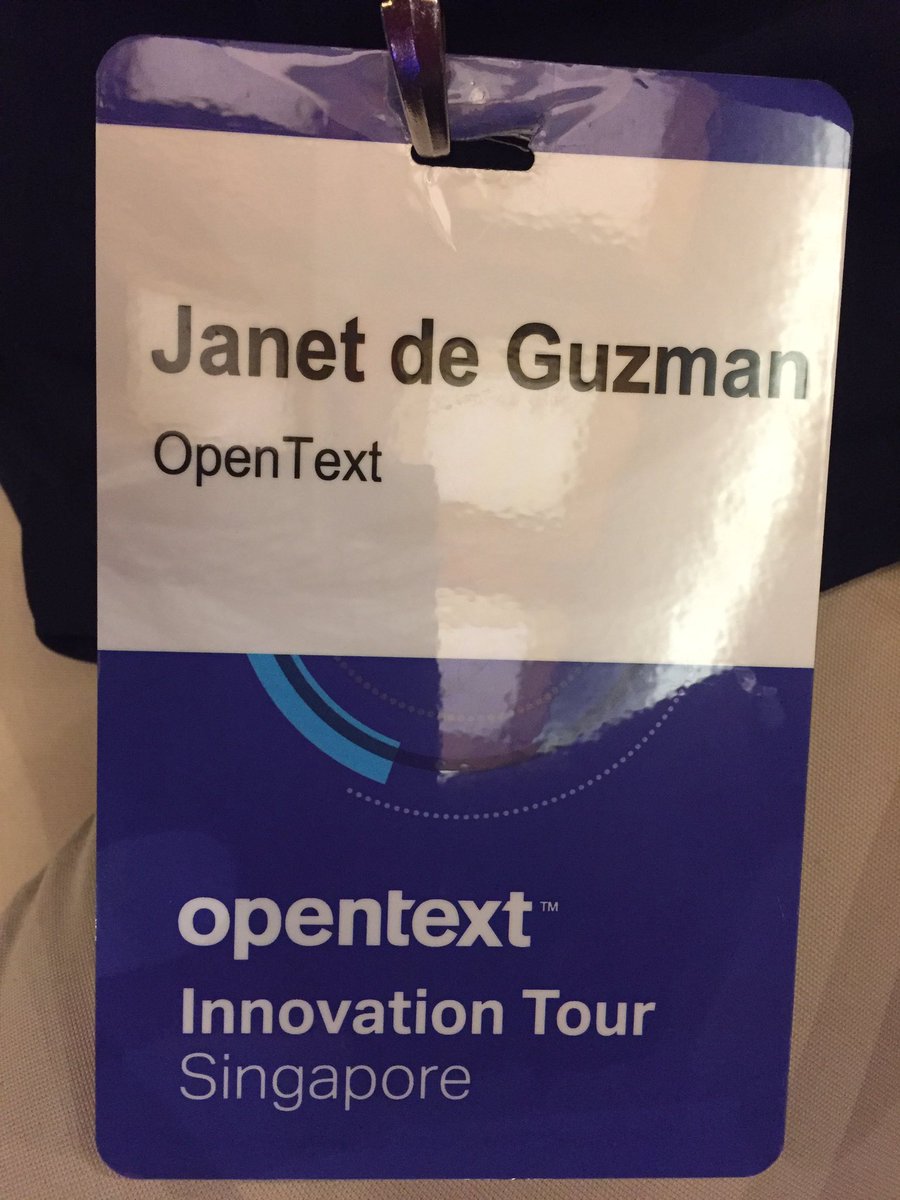 Janet de Guzman
OpenText
opentext™
Innovation Tour
Singapore